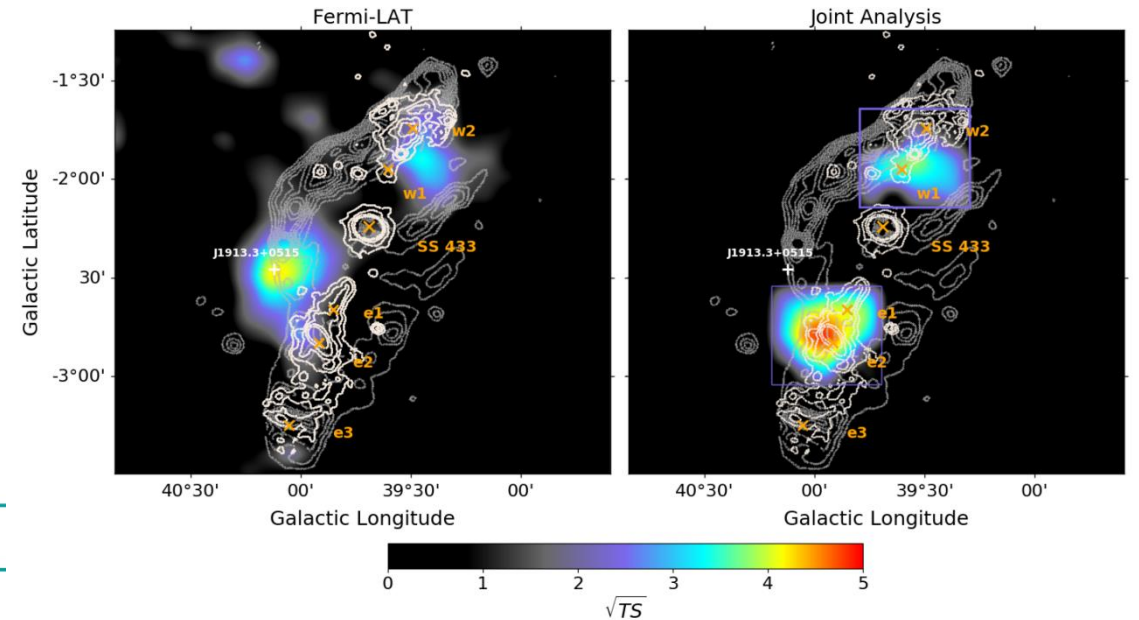 Fermi-LAT
Joint Analysis
Galactic Latitude
-1°30'
-2°00'
30'
-3°00'
w2
w1
SS 433
J1913.3+0515
e1
e2
e3
w2
w1
SS 433
J1913.3+0515
e1
e2
e3
40°30' 00' 39°30' 00'
40°30' 00' 39°30' 00'
Galactic Longitude
Galactic Longitude
0 1 2 3 4 5
√TS